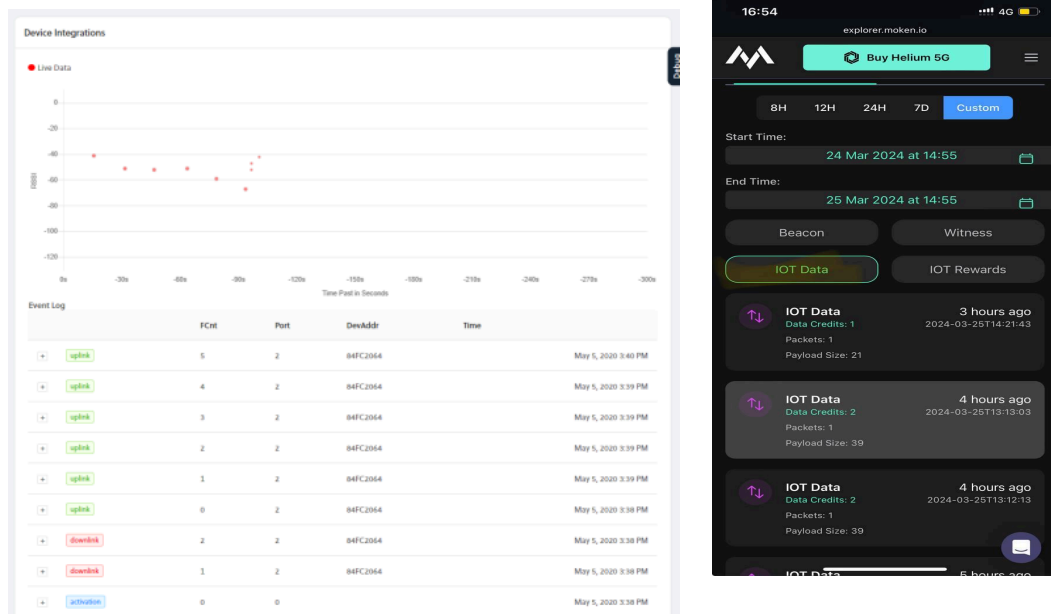 Device Integrations
Live Data
Debug
0
-20
-40
-60
-80
-100
-120
RSSI
0s -30s -60s -90s -120s -150s -180s -210s -240s -270s -300s
Time Past in Seconds
Event Log
FCnt Port DevAddr Time
+ uplink 5 2 84FC2064 May 5, 2020 3:40 PM
+ uplink 4 2 84FC2064 May 5, 2020 3:39 PM
+ uplink 3 2 84FC2064 May 5, 2020 3:39 PM
+ uplink 2 2 84FC2064 May 5, 2020 3:39 PM
+ uplink 1 2 84FC2064 May 5, 2020 3:39 PM
+ uplink 0 2 84FC2064 May 5, 2020 3:38 PM
+ downlink 2 2 84FC2064 May 5, 2020 3:38 PM
+ downlink 1 2 84FC2064 May 5, 2020 3:38 PM
+ activation 0 0 May 5, 2020 3:38 PM
16:54 4G
explorer.moken.io
Buy Helium 5G
8H 12H 24H 7D Custom
Start Time:
24 Mar 2024 at 14:55
End Time:
25 Mar 2024 at 14:55
Beacon Witness
IOT Data IOT Rewards
IOT Data 3 hours ago
Data Credits: 1 2024-03-25T14:21:43
Packets: 1
Payload Size: 21
IOT Data 4 hours ago
Data Credits: 2 2024-03-25T13:13:03
Packets: 1
Payload Size: 39
IOT Data 4 hours ago
Data Credits: 2 2024-03-25T13:12:13
Packets: 1
Payload Size: 39
IOT Data 5 hours ago